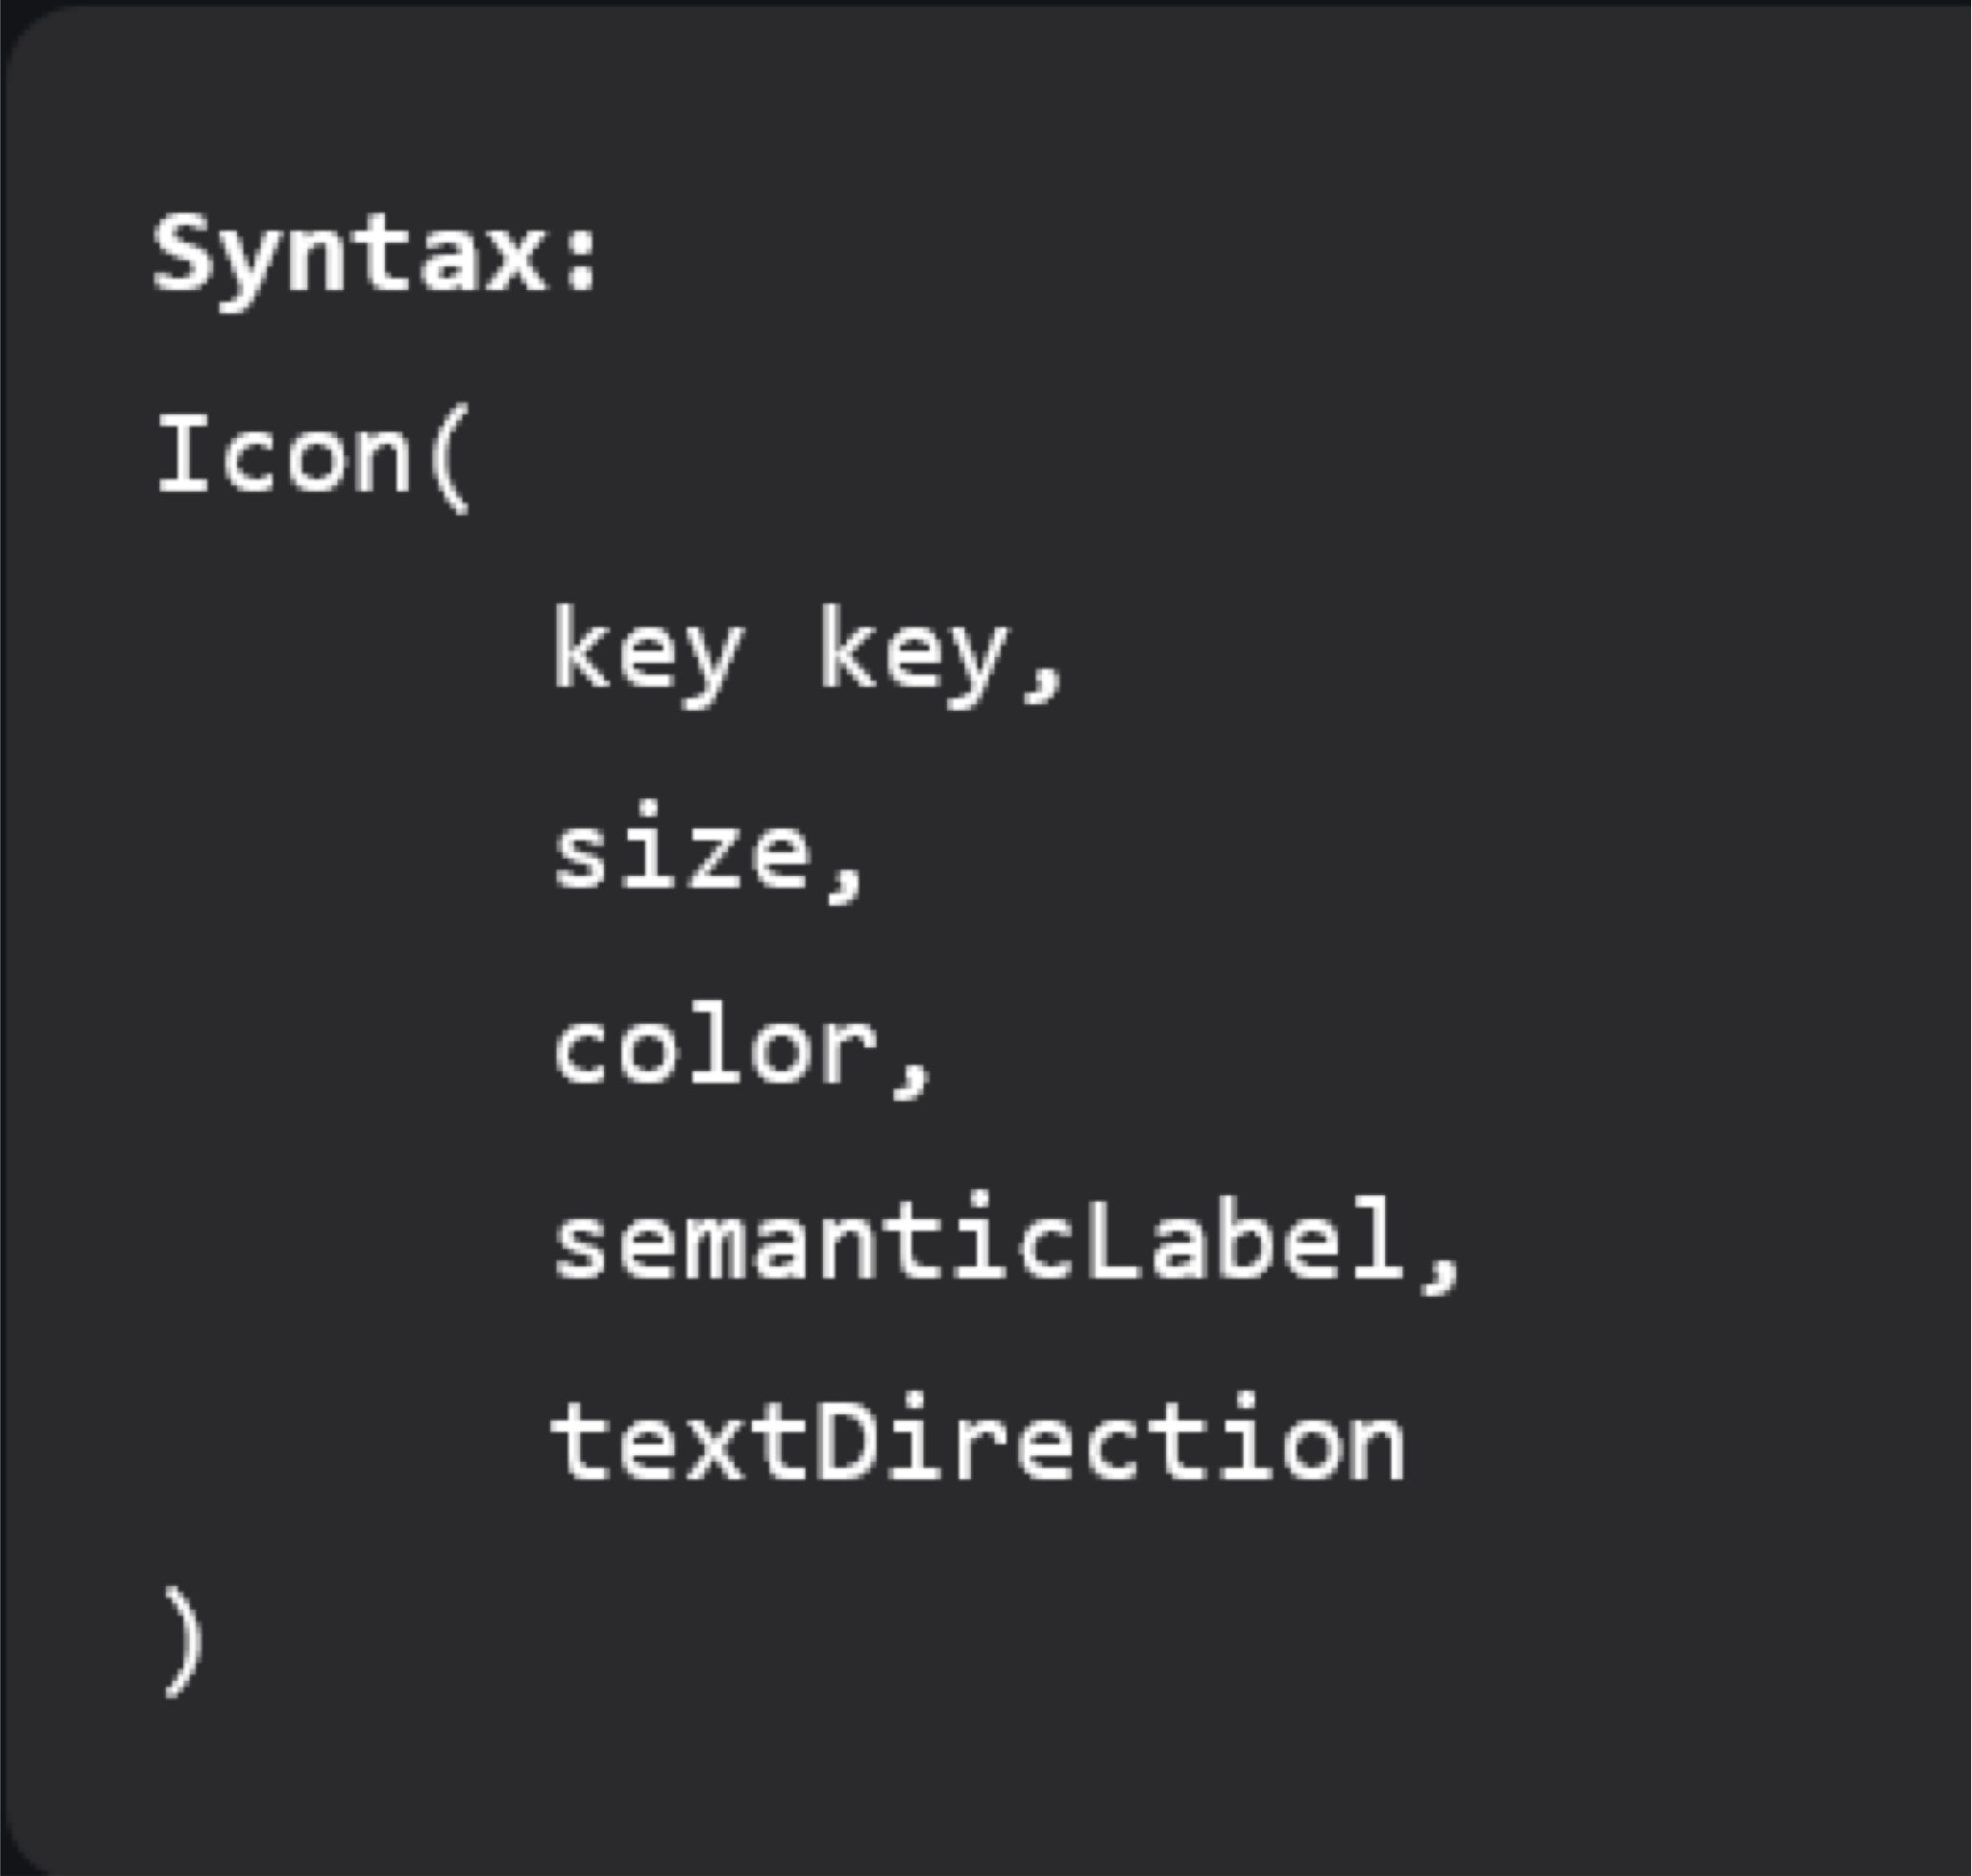 Syntax:
Icon(
key key,
size,
color,
semanticLabel,
textDirection
)